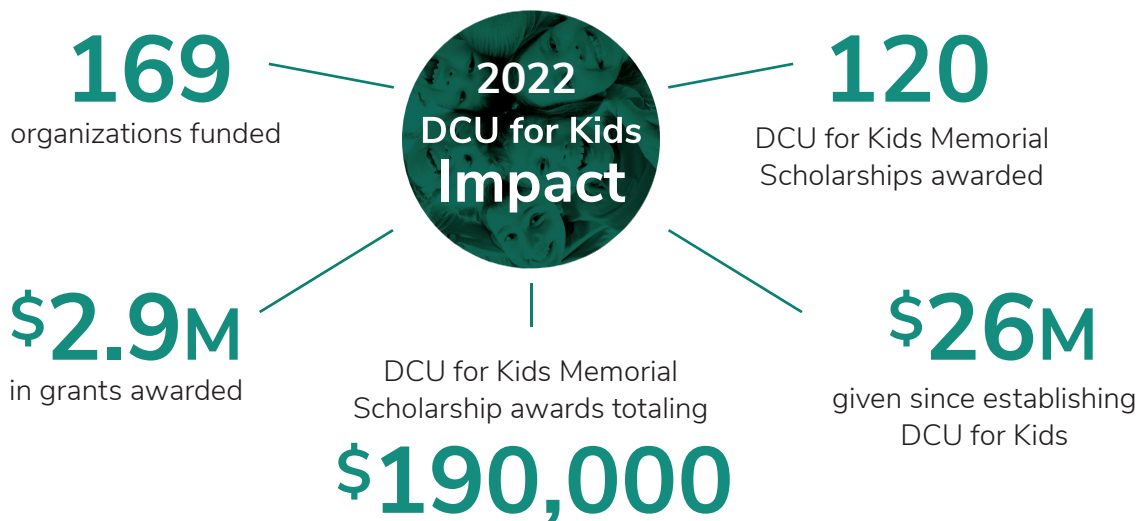 2022
DCU for Kids
Impact
169
organizations funded
120
DCU for Kids Memorial
Scholarships awarded
$2.9M
in grants awarded
DCU for Kids Memorial
Scholarship awards totaling
$190,000
$26M
given since establishing
DCU for Kids